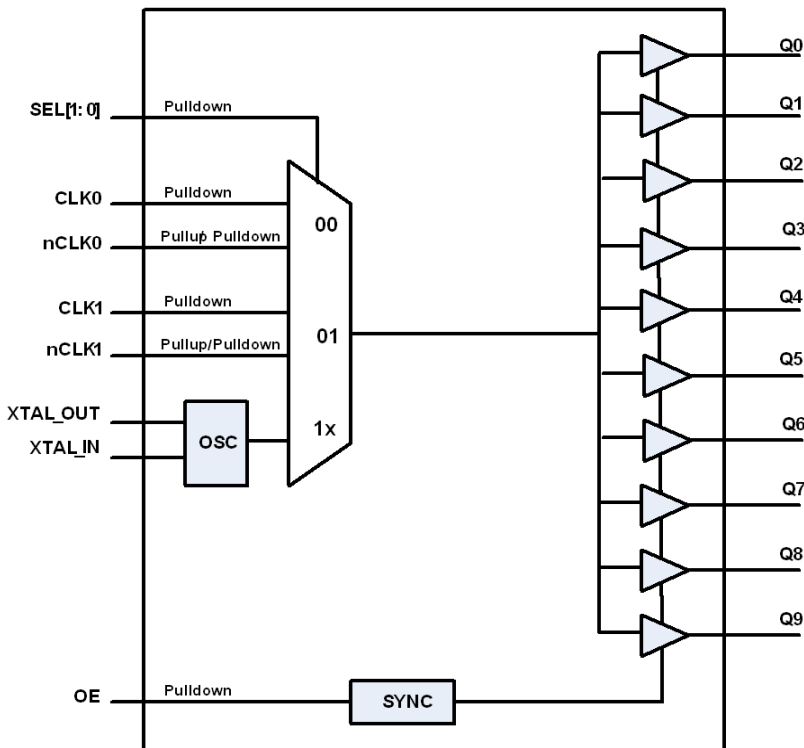 Q0
SEL[1:0] Pulldown
Q1
Q2
CLK0 Pulldown
00
nCLK0 Pullup Pulldown
Q3
CLK1 Pulldown
Q4
01
nCLK1 Pullup/Pulldown
Q5
XTAL_OUT
Q6
XTAL_IN
OSC
1x
Q7
Q8
Q9
OE Pulldown
SYNC